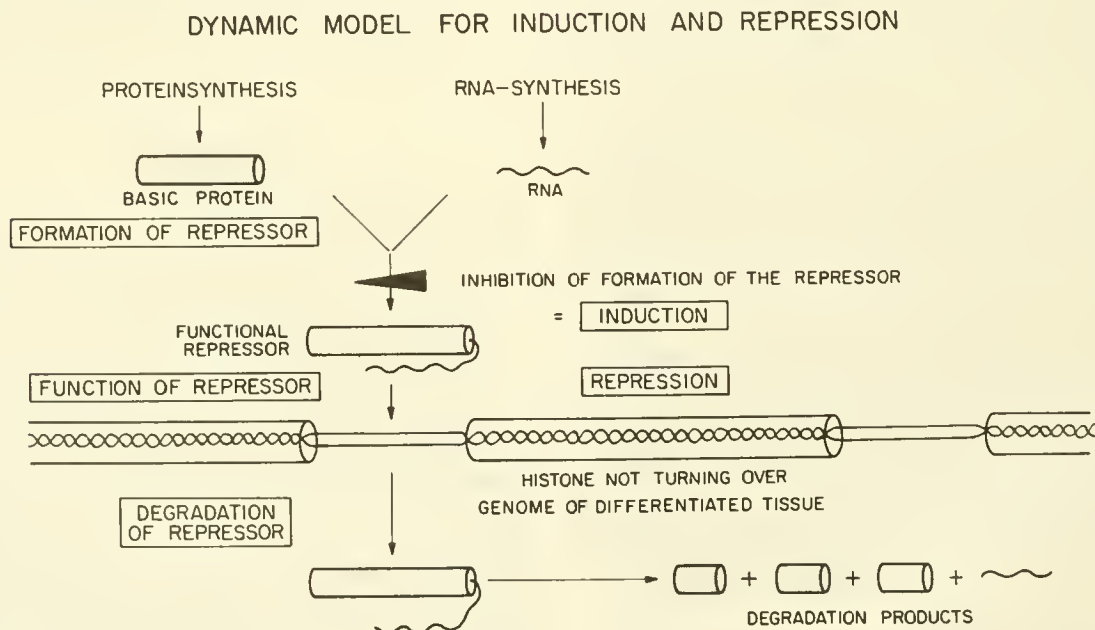 DYNAMIC MODEL FOR INDUCTION AND REPRESSION
PROTEINSYNTHESIS
RNA-SYNTHESIS
BASIC PROTEIN
RNA
FORMATION OF REPRESSOR
INHIBITION OF FORMATION OF THE REPRESSOR
= INDUCTION
FUNCTIONAL
REPRESSOR
FUNCTION OF REPRESSOR
REPRESSION
HISTONE NOT TURNING OVER
GENOME OF DIFFERENTIATED TISSUE
DEGRADATION
OF REPRESSOR
+ + +
DEGRADATION PRODUCTS